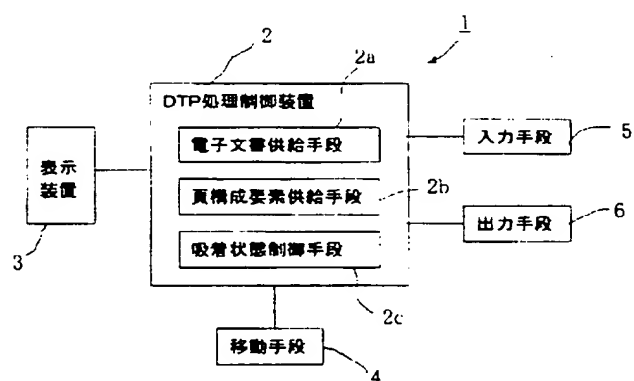 1
2
2a
DTP処理制御装置
電子文書供給手段
入力手段
5
表示
装置
頁構成要素供給手段
2b
出力手段
6
3
吸着状態制御手段
2c
移動手段
4